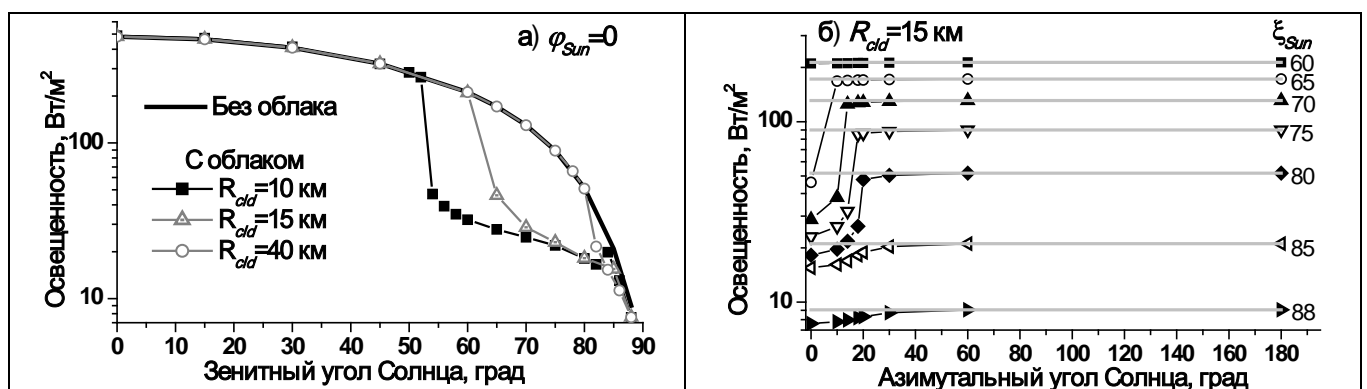 а) φSun=0
Освещенность, Вт/м²
100
10
Без облака
С облаком
Rcld=10 км
Rcld=15 км
Rcld=40 км
0 10 20 30 40 50 60 70 80 90
Зенитный угол Солнца, град
б) Rcld=15 км
ξSun
Освещенность, Вт/м²
100
10
60
65
70
75
80
85
88
0 20 40 60 80 100 120 140 160 180
Азимутальный угол Солнца, град